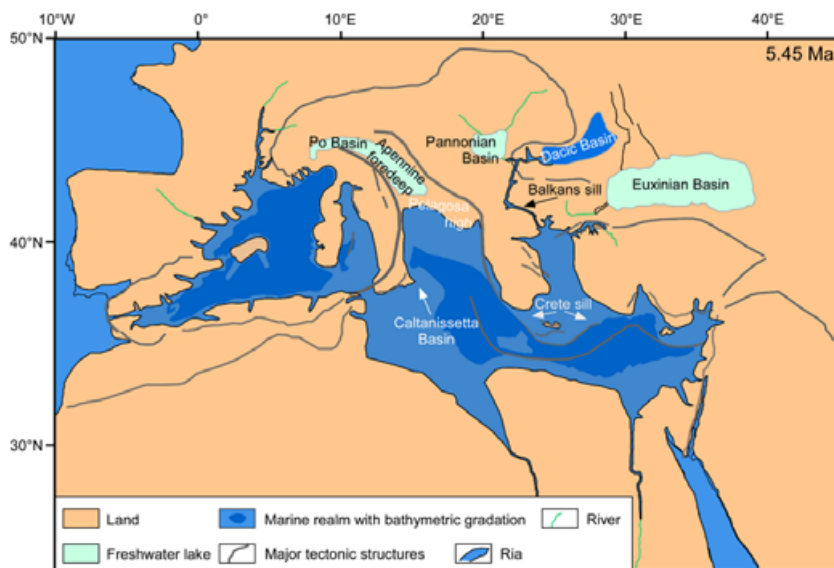 10°W
0°
10°E
20°E
30°E
40°E
50°N
5.45 Ma
Po Basin
Apennine
foredeep
Pannonian
Basin
Dacic Basin
Euxinian Basin
Balkans sill
Pelagosa
high
40°N
Crete sill
Caltanissetta
Basin
30°N
Land
Marine realm with bathymetric gradation
River
Freshwater lake
Major tectonic structures
Ria